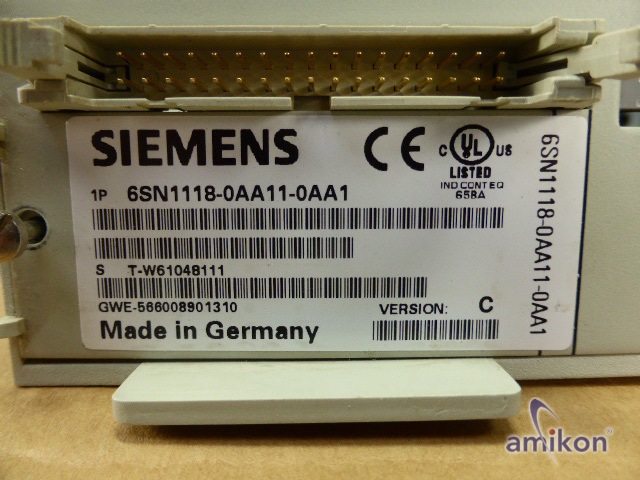 SIEMENS
CE
C UL US
LISTED
IND CONT EQ
65BA
1P 6SN1118-0AA11-0AA1
S T-W61048111
GWE-566008901310
VERSION: C
Made in Germany
6SN1118-0AA11-0AA1
amikon